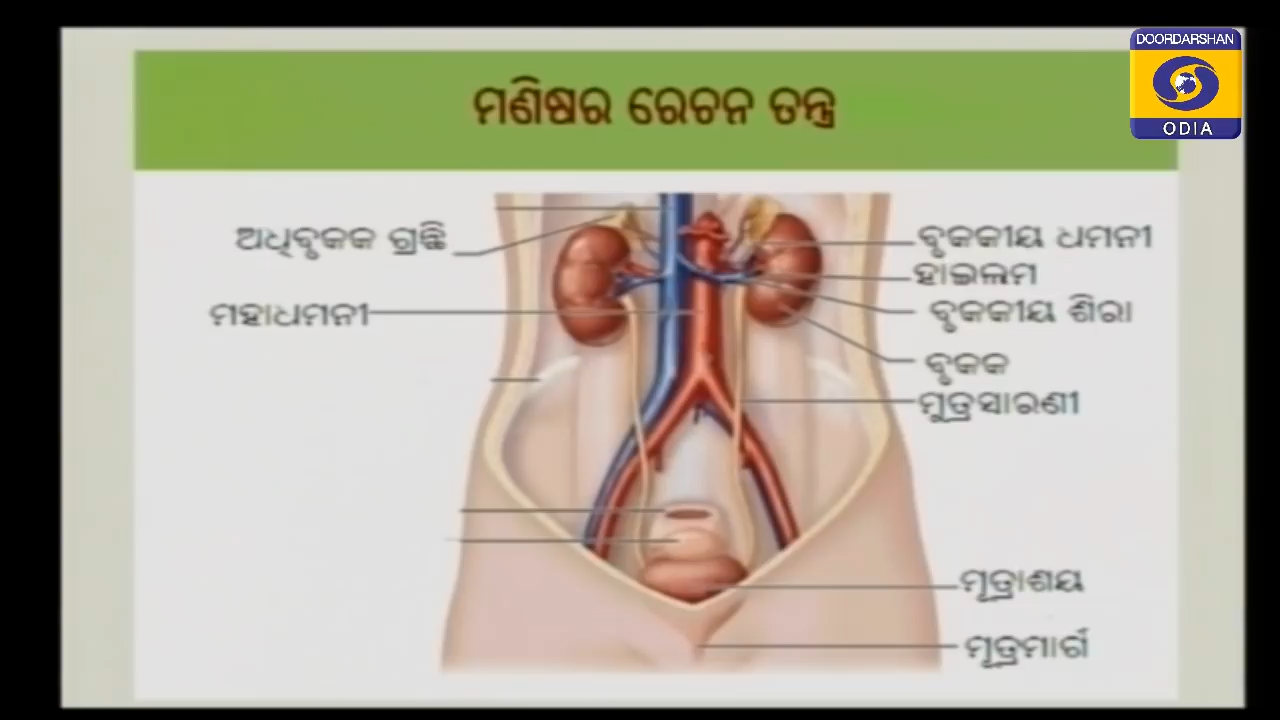 DOORDARSHAN
ODIA
ମଣିଷର ରେଚନ ତନ୍ତ୍ର
ଅଧିବୃକକ ଗ୍ରନ୍ଥି
ମହାଧମନୀ
ବୃକକୀୟ ଧମନୀ
ହାଇଲମ
ବୃକକୀୟ ଶିରା
ବୃକକ
ମୁତ୍ରସାରଣୀ
ମୂତ୍ରାଶୟ
ମୂତ୍ରମାର୍ଗ